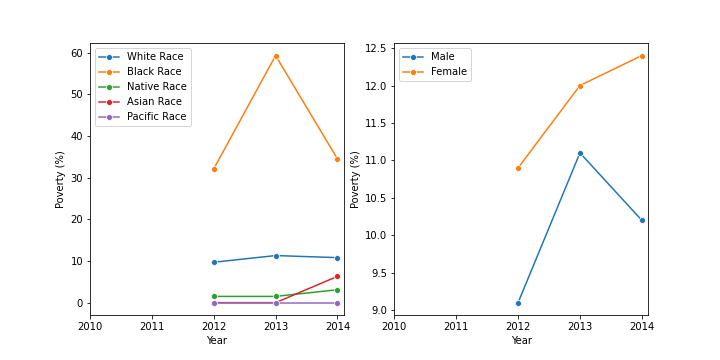 White Race
Black Race
Native Race
Asian Race
Pacific Race
60
50
40
30
20
10
0
Poverty (%)
2010 2011 2012 2013 2014
Year
Male
Female
12.5
12.0
11.5
11.0
10.5
10.0
9.5
9.0
Poverty (%)
2010 2011 2012 2013 2014
Year